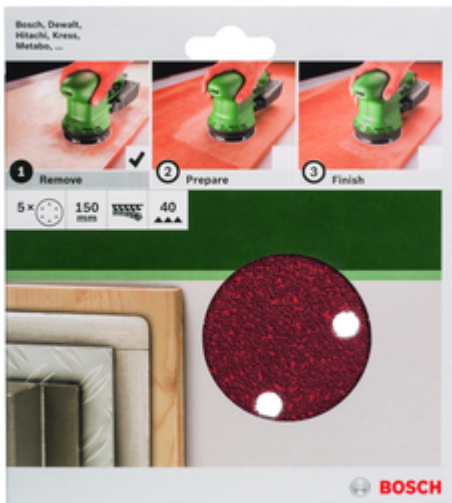 Bosch, Dewalt,
Hitachi, Kress,
Metabo, ...
1 Remove
2 Prepare
3 Finish
5× 150 mm 40
BOSCH